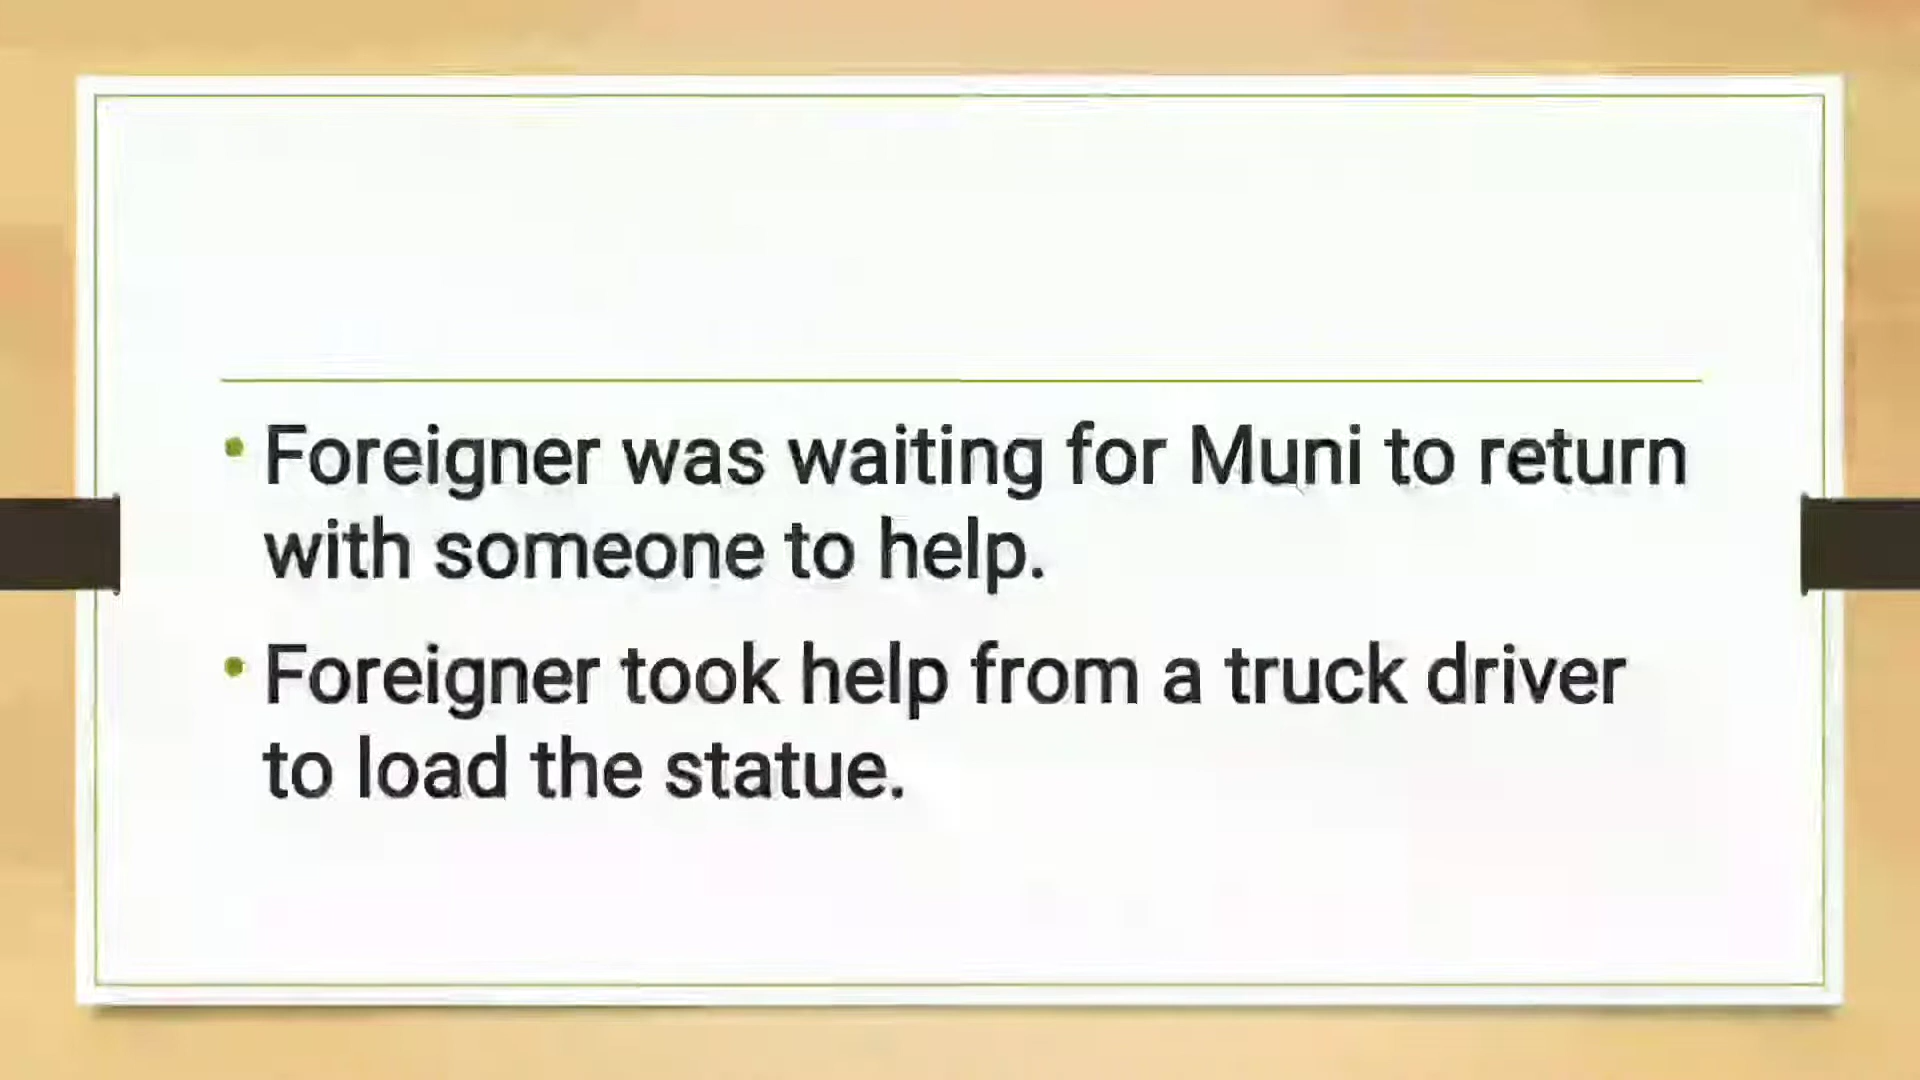 • Foreigner was waiting for Muni to return
with someone to help.
• Foreigner took help from a truck driver
to load the statue.